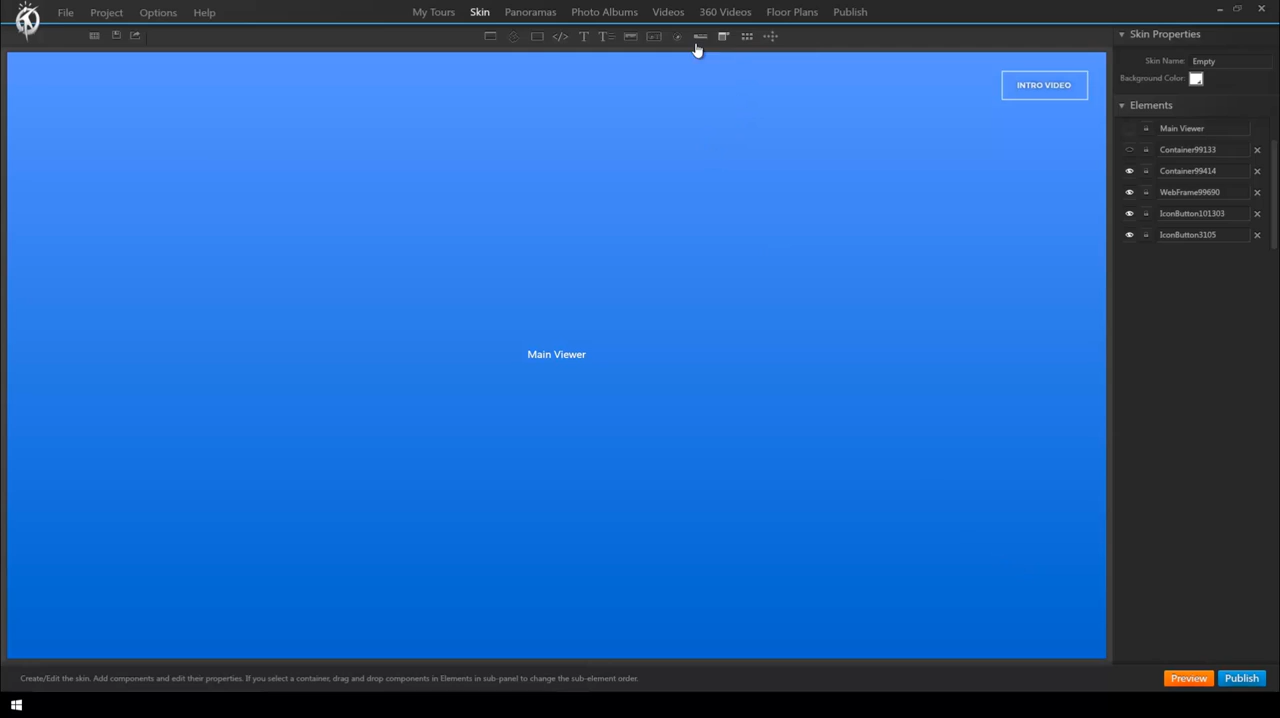 File Project Options Help My Tours Skin Panoramas Photo Albums Videos 360 Videos Floor Plans Publish
Skin Properties
Skin Name: Empty
Background Color:
INTRO VIDEO
Elements
Main Viewer
Container99133
Container99414
WebFrame99690
IconButton101303
IconButton3105
Main Viewer
Create/Edit the skin. Add components and edit their properties. If you select a container, drag and drop components in Elements in sub-panel to change the sub-element order.
Preview Publish